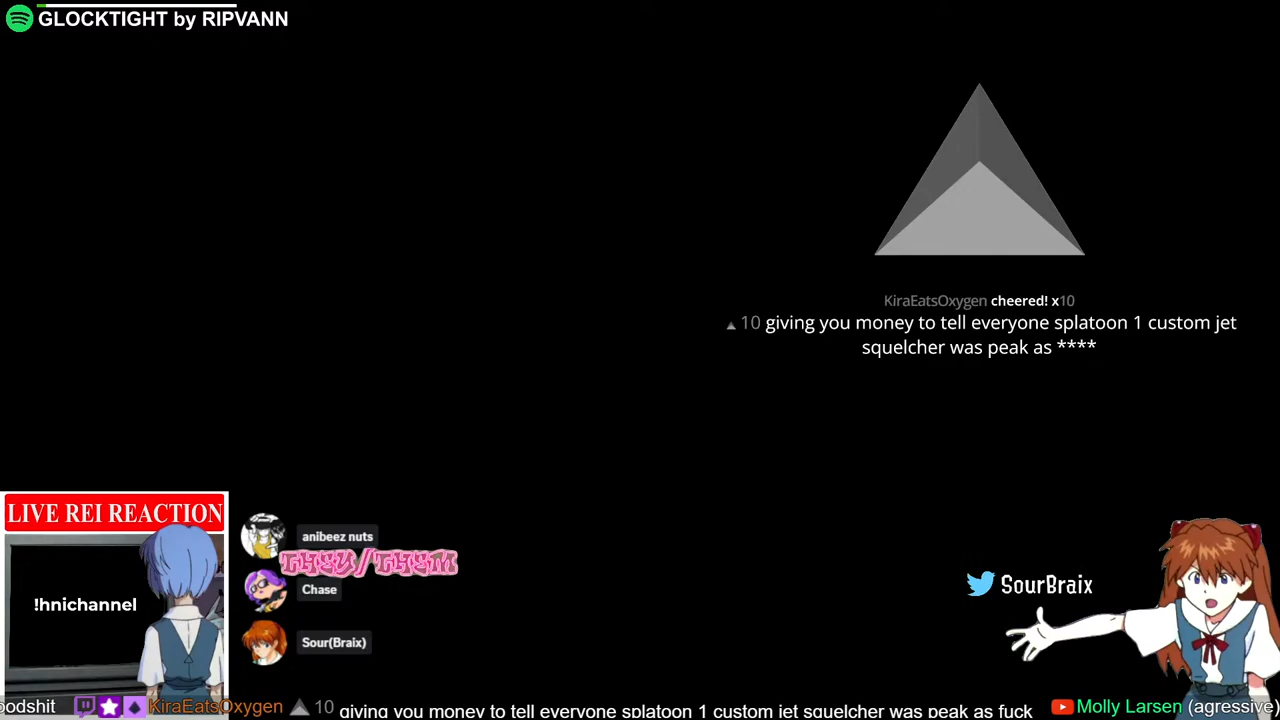 GLOCKTIGHT by RIPVANN
KiraEatsOxygen cheered! x10
10 giving you money to tell everyone splatoon 1 custom jet
squelcher was peak as ****
LIVE REI REACTION
!hnichannel
anibeez nuts
THEY/THEM
Chase
Sour(Braix)
SourBraix
oodshit KiraEatsOxygen 10 giving you money to tell everyone splatoon 1 custom jet squelcher was peak as fuck Molly Larsen (agressive)